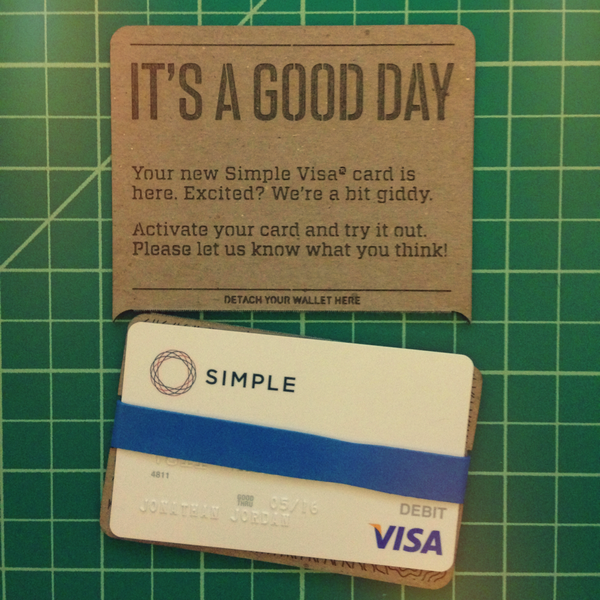 IT'S A GOOD DAY
Your new Simple Visa® card is
here. Excited? We're a bit giddy.
Activate your card and try it out.
Please let us know what you think!
DETACH YOUR WALLET HERE
SIMPLE
4811
GOOD
THRU 05/16
JONATHAN JORDAN
DEBIT
VISA